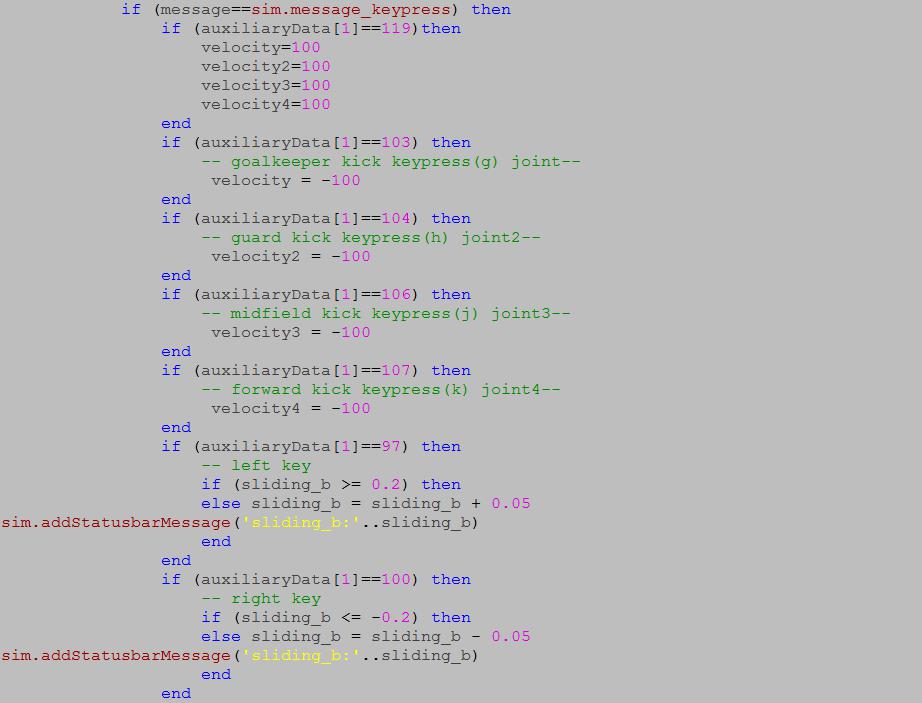 if (message==sim.message_keypress) then
if (auxiliaryData[1]==119)then
velocity=100
velocity2=100
velocity3=100
velocity4=100
end
if (auxiliaryData[1]==103) then
-- goalkeeper kick keypress(g) joint--
velocity = -100
end
if (auxiliaryData[1]==104) then
-- guard kick keypress(h) joint2--
velocity2 = -100
end
if (auxiliaryData[1]==106) then
-- midfield kick keypress(j) joint3--
velocity3 = -100
end
if (auxiliaryData[1]==107) then
-- forward kick keypress(k) joint4--
velocity4 = -100
end
if (auxiliaryData[1]==97) then
-- left key
if (sliding_b >= 0.2) then
else sliding_b = sliding_b + 0.05
sim.addStatusbarMessage('sliding_b:'..sliding_b)
end
end
if (auxiliaryData[1]==100) then
-- right key
if (sliding_b <= -0.2) then
else sliding_b = sliding_b - 0.05
sim.addStatusbarMessage('sliding_b:'..sliding_b)
end
end